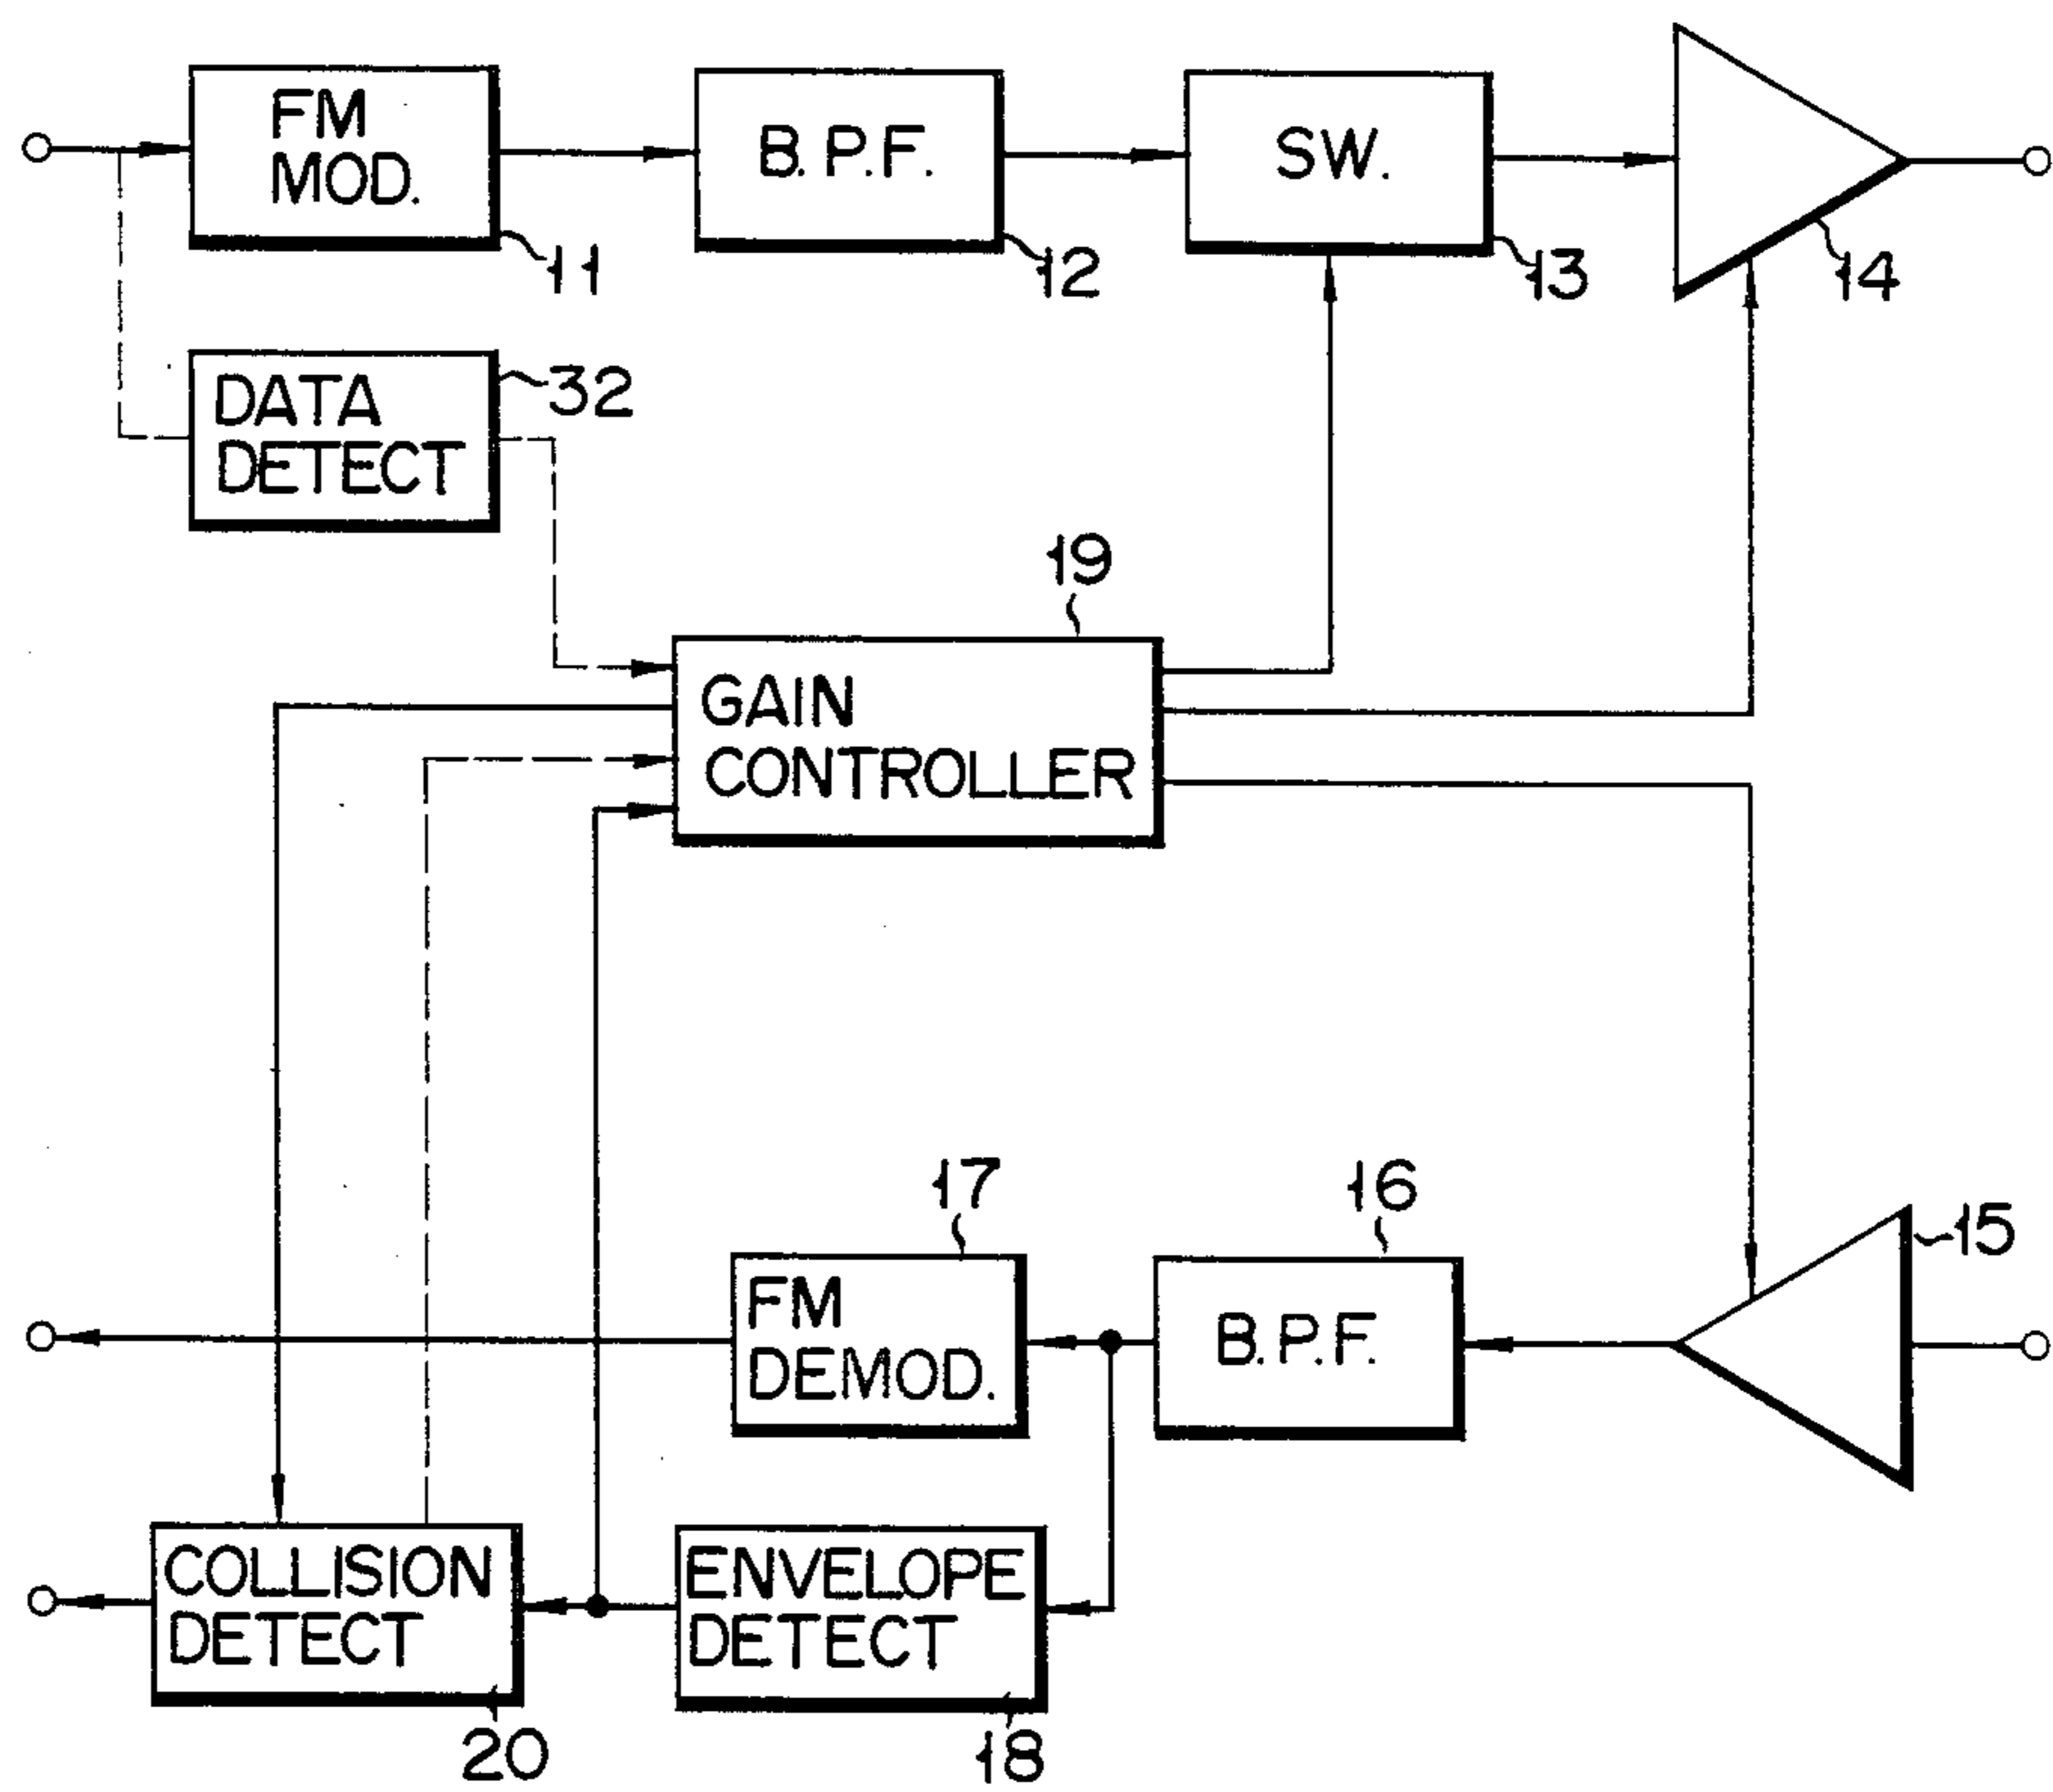 FM
MOD.
11
B.P.F.
12
SW.
13
14
DATA
DETECT
32
19
GAIN
CONTROLLER
17
FM
DEMOD.
16
B.P.F.
15
COLLISION
DETECT
20
ENVELOPE
DETECT
18